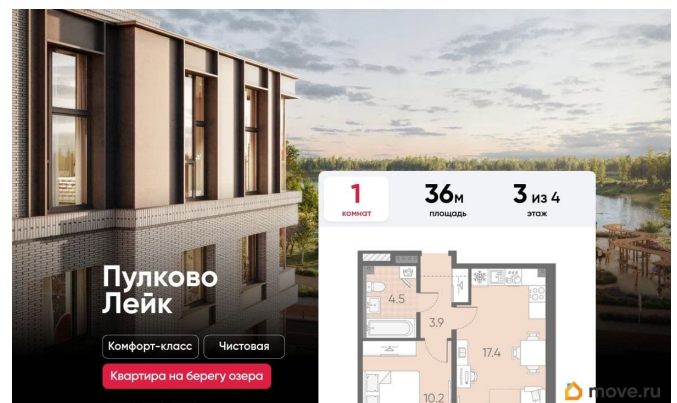 1
комнат
36м
площадь
3 из 4
этаж
Пулково
Лейк
4.5
3.9
17.4
10.2
Комфорт-класс
Чистовая
Квартира на берегу озера
move.ru